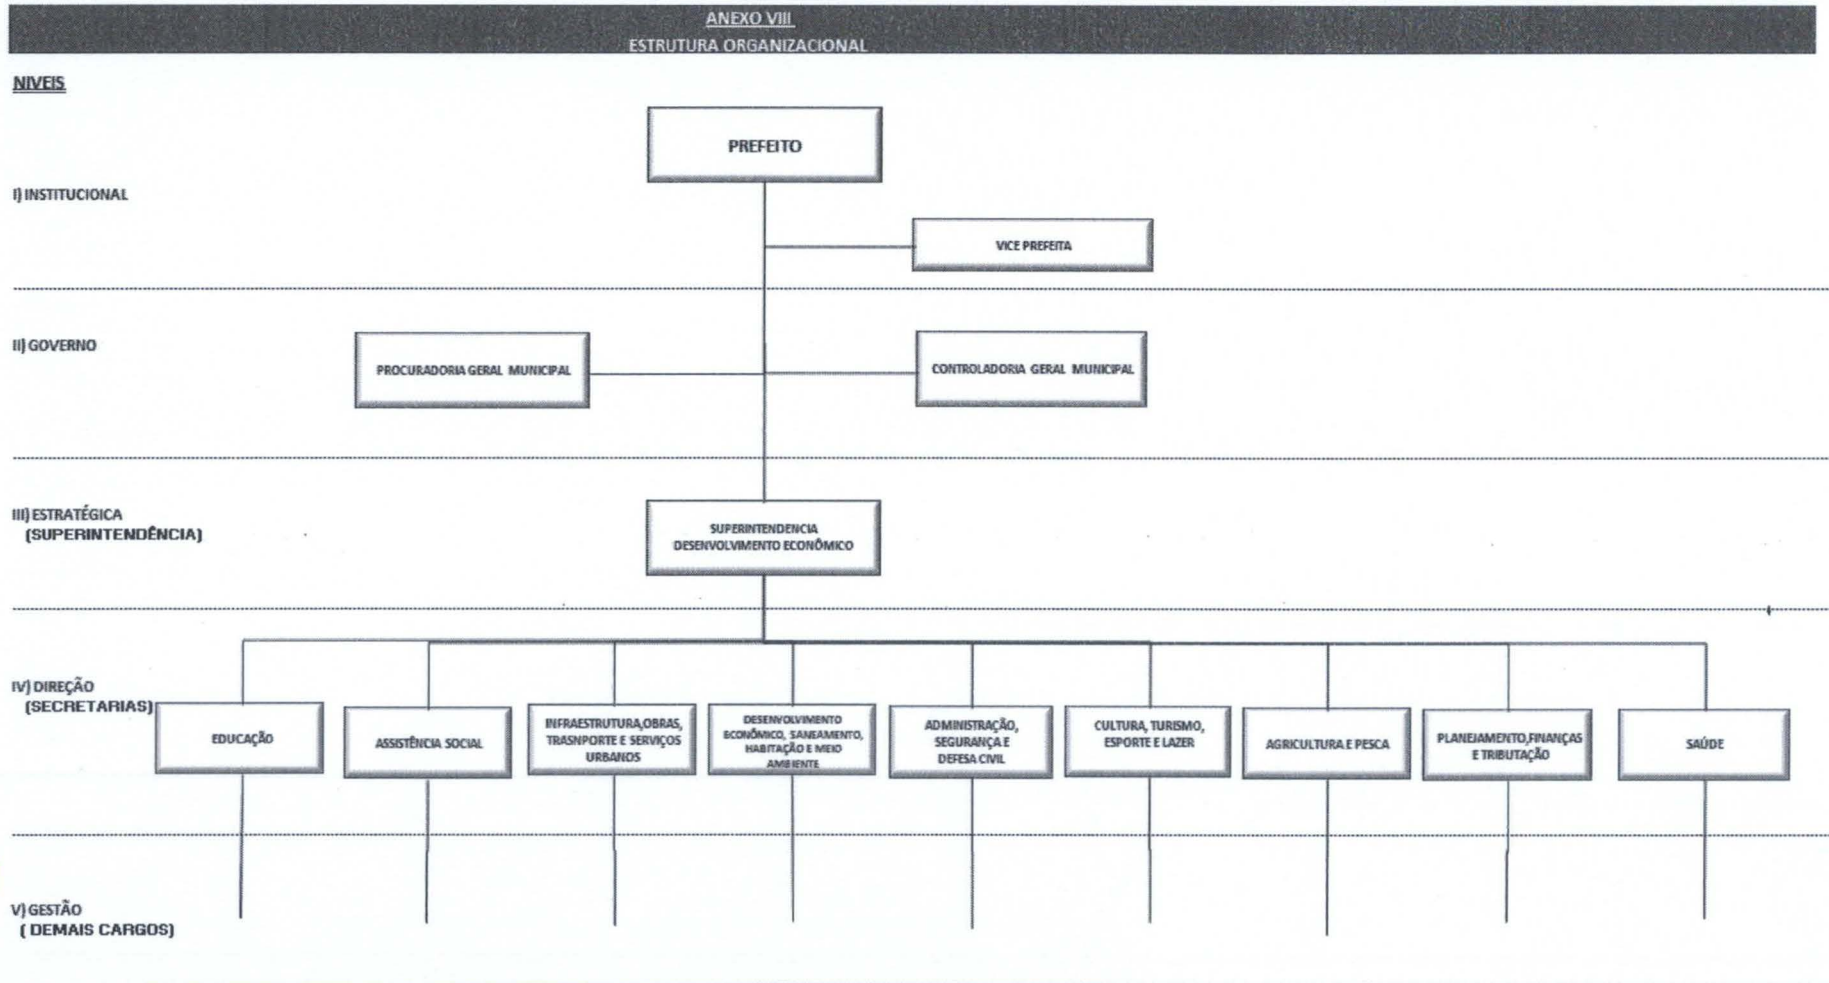 ANEXO VIII
ESTRUTURA ORGANIZACIONAL
NIVEIS
PREFEITO
I) INSTITUCIONAL
VICE PREFEITA
II) GOVERNO
PROCURADORIA GERAL MUNICIPAL
CONTROLADORIA GERAL MUNICIPAL
III) ESTRATÉGICA
(SUPERINTENDÊNCIA)
SUPERINTENDENCIA
DESENVOLVIMENTO ECONÔMICO
IV) DIREÇÃO
(SECRETARIAS)
EDUCAÇÃO
ASSISTÊNCIA SOCIAL
INFRAESTRUTURA,OBRAS,
TRASNPORTE E SERVIÇOS
URBANOS
DESENVOLVIMENTO
ECONÔMICO, SANEAMENTO,
HABITAÇÃO E MEIO
AMBIENTE
ADMINISTRAÇÃO,
SEGURANÇA E
DEFESA CIVIL
CULTURA, TURISMO,
ESPORTE E LAZER
AGRICULTURA E PESCA
PLANEJAMENTO,FINANÇAS
E TRIBUTAÇÃO
SAÚDE
V) GESTÃO
( DEMAIS CARGOS)